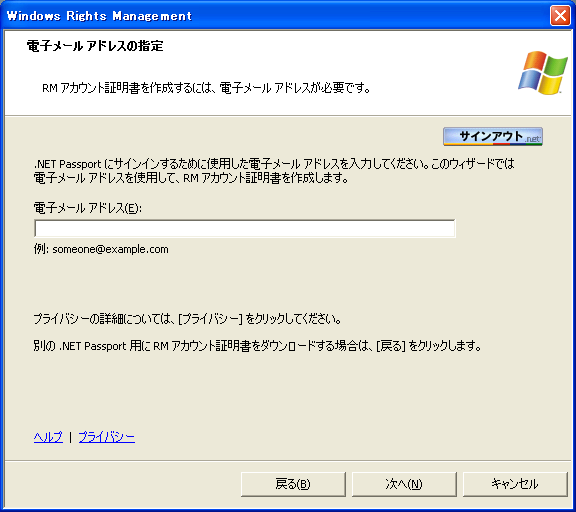 Windows Rights Management
電子メール アドレスの指定
RM アカウント証明書を作成するには、電子メール アドレスが必要です。
サインアウト.net
.NET Passport にサインインするために使用した電子メール アドレスを入力してください。このウィザードでは
電子メール アドレスを使用して、RM アカウント証明書を作成します。
電子メール アドレス(E):
例: someone@example.com
プライバシーの詳細については、[プライバシー] をクリックしてください。
別の .NET Passport 用に RM アカウント証明書をダウンロードする場合は、[戻る] をクリックします。
ヘルプ | プライバシー
戻る(B) 次へ(N) キャンセル